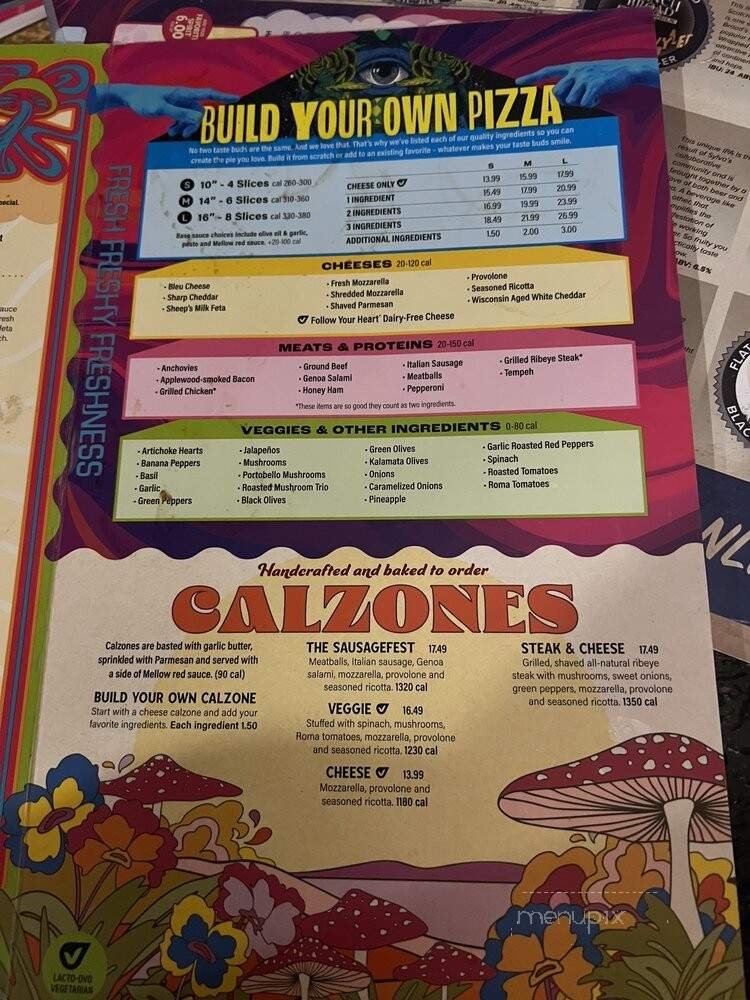 BUILD YOUR OWN PIZZA
No two taste buds are the same. And we love that. That's why we've listed each of our quality ingredients so you can
create the pie you love. Build it from scratch or add to an existing favorite – whatever makes your taste buds smile.
S 10" - 4 Slices cal 260-300
M 14" - 6 Slices cal 310-360
L 16" - 8 Slices cal 330-380
Base sauce choices include olive oil & garlic,
pesto and Mellow red sauce. +20-100 cal
S M L
CHEESE ONLY 13.99 15.99 17.99
1 INGREDIENT 15.49 17.99 20.99
2 INGREDIENTS 16.99 19.99 23.99
3 INGREDIENTS 18.49 21.99 26.99
ADDITIONAL INGREDIENTS 1.50 2.00 3.00
CHEESES 20-120 cal
• Bleu Cheese
• Sharp Cheddar
• Sheep's Milk Feta
• Fresh Mozzarella
• Shredded Mozzarella
• Shaved Parmesan
• Provolone
• Seasoned Ricotta
• Wisconsin Aged White Cheddar
Follow Your Heart® Dairy-Free Cheese
MEATS & PROTEINS 20-150 cal
• Anchovies
• Applewood-smoked Bacon
• Grilled Chicken*
• Ground Beef
• Genoa Salami
• Honey Ham
• Italian Sausage
• Meatballs
• Pepperoni
• Grilled Ribeye Steak*
• Tempeh
*These items are so good they count as two ingredients.
VEGGIES & OTHER INGREDIENTS 0-80 cal
• Artichoke Hearts
• Banana Peppers
• Basil
• Garlic
• Green Peppers
• Jalapeños
• Mushrooms
• Portobello Mushrooms
• Roasted Mushroom Trio
• Black Olives
• Green Olives
• Kalamata Olives
• Onions
• Caramelized Onions
• Pineapple
• Garlic Roasted Red Peppers
• Spinach
• Roasted Tomatoes
• Roma Tomatoes
FRESH FRESHY FRESHNESS
Handcrafted and baked to order
CALZONES
Calzones are basted with garlic butter,
sprinkled with Parmesan and served with
a side of Mellow red sauce. (90 cal)
BUILD YOUR OWN CALZONE
Start with a cheese calzone and add your
favorite ingredients. Each ingredient 1.50
THE SAUSAGEFEST 17.49
Meatballs, Italian sausage, Genoa
salami, mozzarella, provolone and
seasoned ricotta. 1320 cal
VEGGIE 16.49
Stuffed with spinach, mushrooms,
Roma tomatoes, mozzarella, provolone
and seasoned ricotta. 1230 cal
CHEESE 13.99
Mozzarella, provolone and
seasoned ricotta. 1180 cal
STEAK & CHEESE 17.49
Grilled, shaved all-natural ribeye
steak with mushrooms, sweet onions,
green peppers, mozzarella, provolone
and seasoned ricotta. 1350 cal
LACTO-OVO
VEGETARIAN
menupix